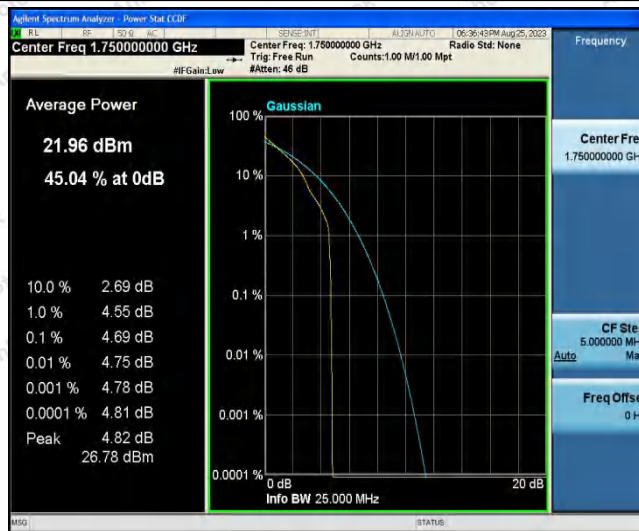 Agilent Spectrum Analyzer - Power Stat CCDF
RL RF 50 Ω AC SENSE:INT ALIGN AUTO 06:36:43 PM Aug 25, 2023
Center Freq 1.750000000 GHz
Center Freq: 1.750000000 GHz Radio Std: None
Trig: Free Run Counts:1.00 M/1.00 Mpt
#IFGain:Low #Atten: 46 dB
Frequency
Average Power
21.96 dBm
45.04 % at 0dB
10.0 % 2.69 dB
1.0 % 4.55 dB
0.1 % 4.69 dB
0.01 % 4.75 dB
0.001 % 4.78 dB
0.0001 % 4.81 dB
Peak 4.82 dB
26.78 dBm
Gaussian
100 %
10 %
1 %
0.1 %
0.01 %
0.001 %
0.0001 %
0 dB 20 dB
Info BW 25.000 MHz
Center Fre
1.750000000 GH
CF Ste
5.000000 MH
Auto Ma
Freq Offse
0 H
MSG STATUS